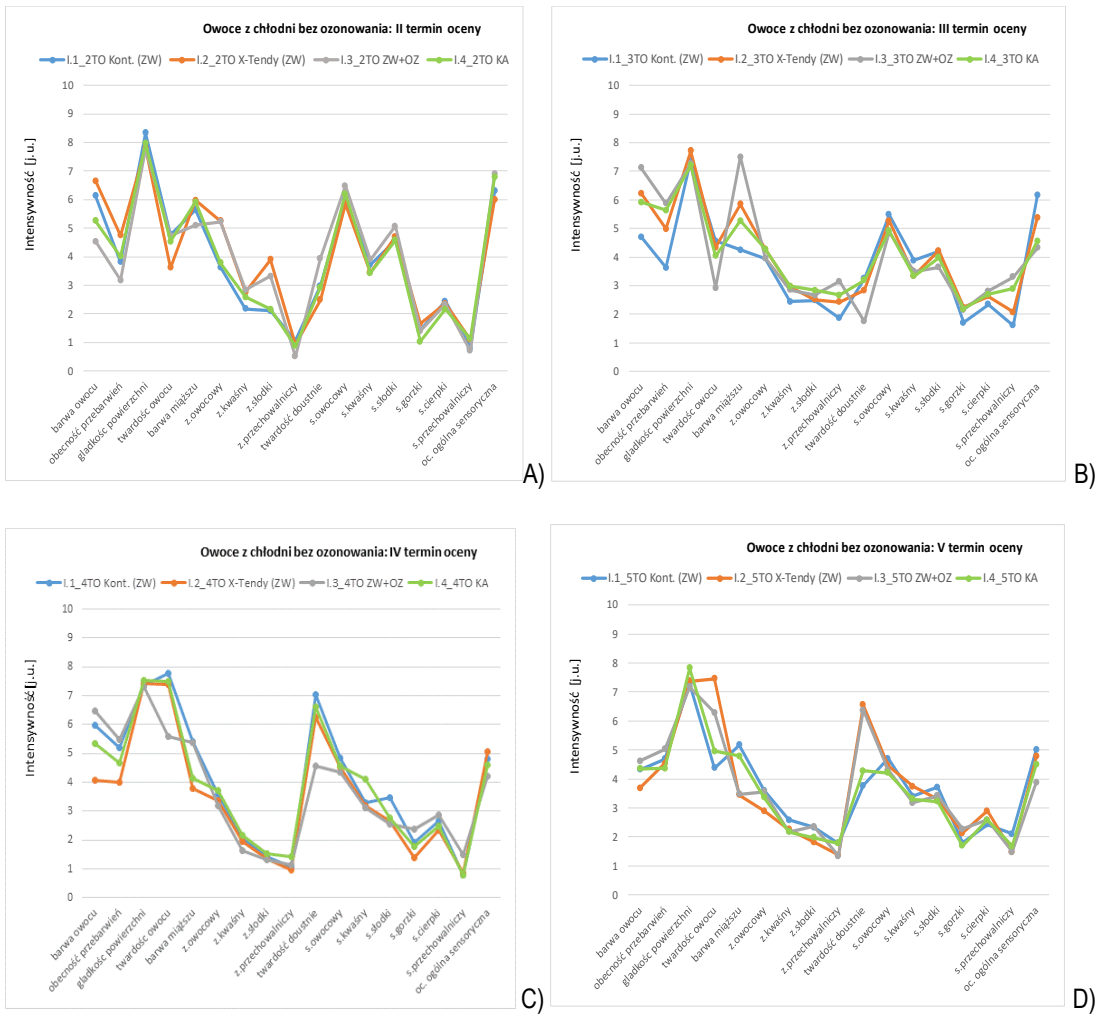 Owoce z chłodni bez ozonowania: II termin oceny
I.1_2TO Kont. (ZW) I.2_2TO X-Tendy (ZW) I.3_2TO ZW+OZ I.4_2TO KA
Intensywność [j.u.]
10
9
8
7
6
5
4
3
2
1
0
barwa owocu
obecność przebarwień
gladkośc powierzchni
twardośc owocu
barwa miąższu
z.owocowy
z.kwaśny
z.słodki
z.przechowalniczy
twardość doustnie
s.owocowy
s.kwaśny
s.słodki
s.gorzki
s.cierpki
s.przechowalniczy
oc. ogólna sensoryczna
A)
Owoce z chłodni bez ozonowania: III termin oceny
I.1_3TO Kont. (ZW) I.2_3TO X-Tendy (ZW) I.3_3TO ZW+OZ I.4_3TO KA
Intensywność [j.u.]
10
9
8
7
6
5
4
3
2
1
0
barwa owocu
obecność przebarwień
gladkośc powierzchni
twardośc owocu
barwa miąższu
z.owocowy
z.kwaśny
z.słodki
z.przechowalniczy
twardość doustnie
s.owocowy
s.kwaśny
s.słodki
s.gorzki
s.cierpki
s.przechowalniczy
oc. ogólna sensoryczna
B)
Owoce z chłodni bez ozonowania: IV termin oceny
I.1_4TO Kont. (ZW) I.2_4TO X-Tendy (ZW) I.3_4TO ZW+OZ I.4_4TO KA
Intensywność [j.u.]
10
9
8
7
6
5
4
3
2
1
0
barwa owocu
obecność przebarwień
gladkośc powierzchni
twardośc owocu
barwa miąższu
z.owocowy
z.kwaśny
z.słodki
z.przechowalniczy
twardość doustnie
s.owocowy
s.kwaśny
s.słodki
s.gorzki
s.cierpki
s.przechowalniczy
oc. ogólna sensoryczna
C)
Owoce z chłodni bez ozonowania: V termin oceny
I.1_5TO Kont. (ZW) I.2_5TO X-Tendy (ZW) I.3_5TO ZW+OZ I.4_5TO KA
Intensywność [j.u.]
10
9
8
7
6
5
4
3
2
1
0
barwa owocu
obecność przebarwień
gladkośc powierzchni
twardośc owocu
barwa miąższu
z.owocowy
z.kwaśny
z.słodki
z.przechowalniczy
twardość doustnie
s.owocowy
s.kwaśny
s.słodki
s.gorzki
s.cierpki
s.przechowalniczy
oc. ogólna sensoryczna
D)